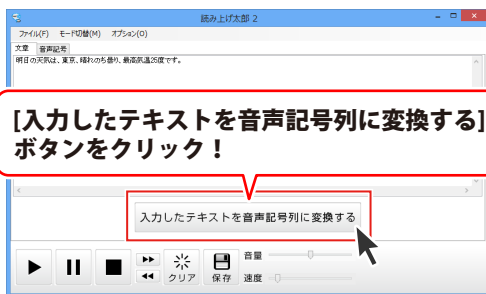 読み上げ太郎 2
ファイル(F) モード切替(M) オプション(O)
文章 音声記号
明日の天気は、東京、晴れのち曇り、最高気温25度です。
[入力したテキストを音声記号列に変換する]
ボタンをクリック！
入力したテキストを音声記号列に変換する
クリア 保存 音量
速度